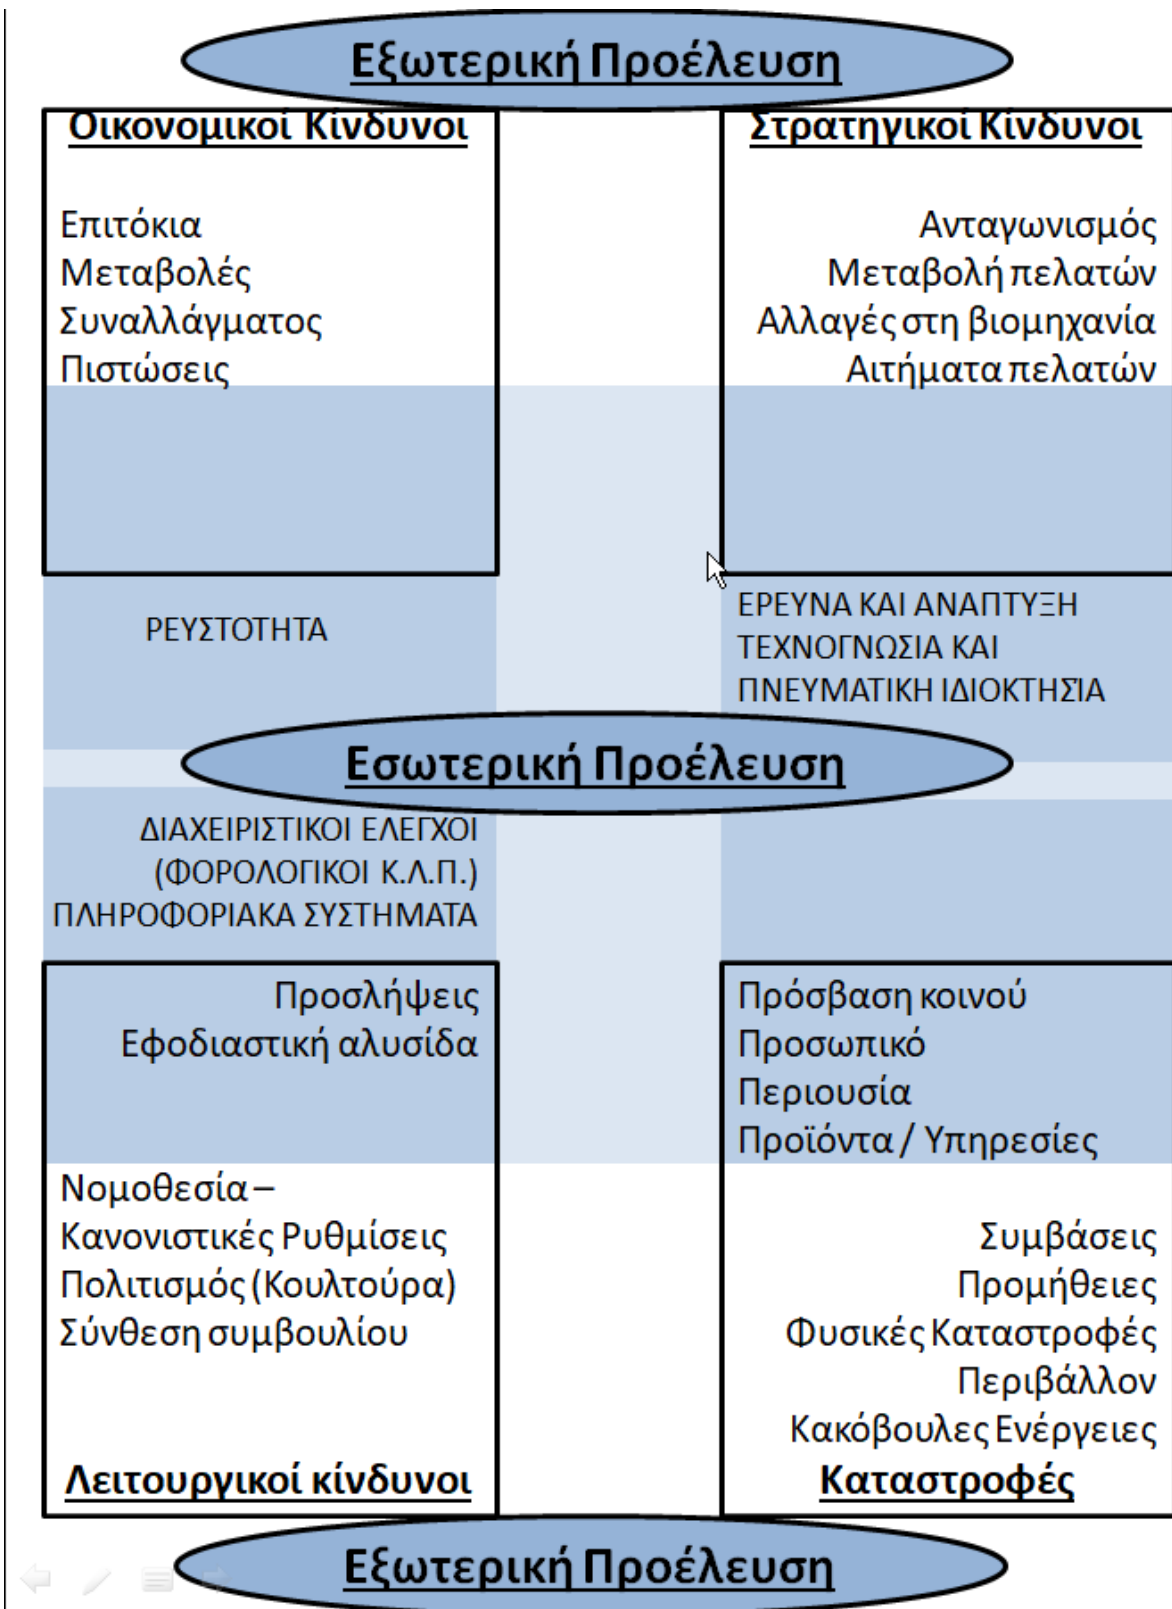 Εξωτερική Προέλευση
Οικονομικοί Κίνδυνοι
Επιτόκια
Μεταβολές
Συναλλάγματος
Πιστώσεις
Στρατηγικοί Κίνδυνοι
Ανταγωνισμός
Μεταβολή πελατών
Αλλαγές στη βιομηχανία
Αιτήματα πελατών
ΡΕΥΣΤΟΤΗΤΑ
ΕΡΕΥΝΑ ΚΑΙ ΑΝΑΠΤΥΞΗ
ΤΕΧΝΟΓΝΩΣΙΑ ΚΑΙ
ΠΝΕΥΜΑΤΙΚΗ ΙΔΙΟΚΤΗΣΊΑ
Εσωτερική Προέλευση
ΔΙΑΧΕΙΡΙΣΤΙΚΟΙ ΕΛΕΓΧΟΙ
(ΦΟΡΟΛΟΓΙΚΟΙ Κ.Λ.Π.)
ΠΛΗΡΟΦΟΡΙΑΚΑ ΣΥΣΤΗΜΑΤΑ
Προσλήψεις
Εφοδιαστική αλυσίδα
Νομοθεσία –
Κανονιστικές Ρυθμίσεις
Πολιτισμός (Κουλτούρα)
Σύνθεση συμβουλίου
Λειτουργικοί κίνδυνοι
Πρόσβαση κοινού
Προσωπικό
Περιουσία
Προϊόντα / Υπηρεσίες
Συμβάσεις
Προμήθειες
Φυσικές Καταστροφές
Περιβάλλον
Κακόβουλες Ενέργειες
Καταστροφές
Εξωτερική Προέλευση